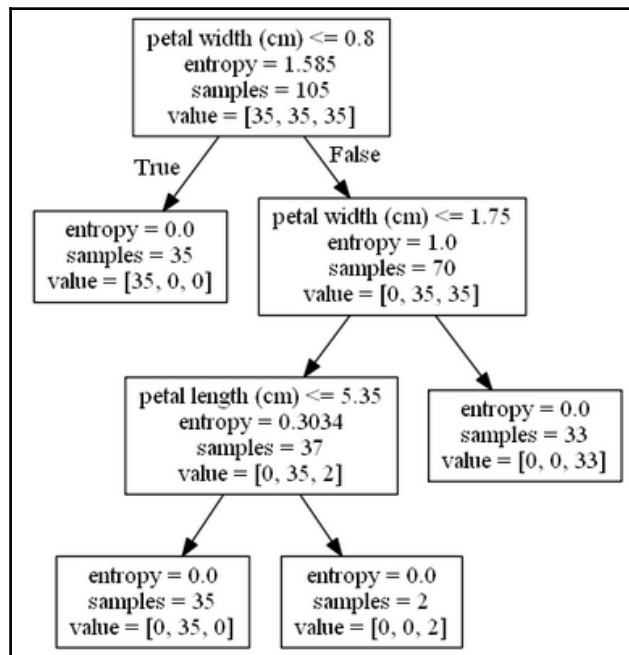 petal width (cm) <= 0.8
entropy = 1.585
samples = 105
value = [35, 35, 35]
True
False
entropy = 0.0
samples = 35
value = [35, 0, 0]
petal width (cm) <= 1.75
entropy = 1.0
samples = 70
value = [0, 35, 35]
petal length (cm) <= 5.35
entropy = 0.3034
samples = 37
value = [0, 35, 2]
entropy = 0.0
samples = 33
value = [0, 0, 33]
entropy = 0.0
samples = 35
value = [0, 35, 0]
entropy = 0.0
samples = 2
value = [0, 0, 2]